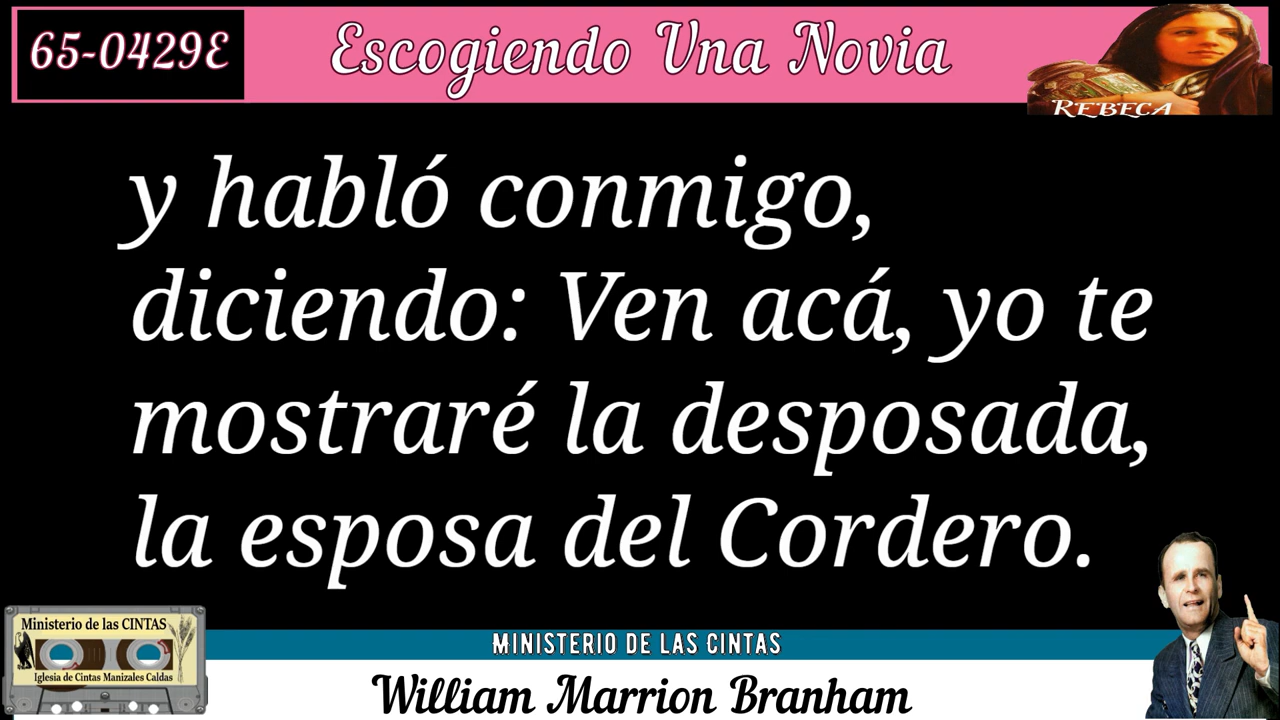 65-0429E
Escogiendo Una Novia
REBECA
y habló conmigo,
diciendo: Ven acá, yo te
mostraré la desposada,
la esposa del Cordero.
Ministerio de las CINTAS
Iglesia de Cintas Manizales Caldas
MINISTERIO DE LAS CINTAS
William Marrion Branham